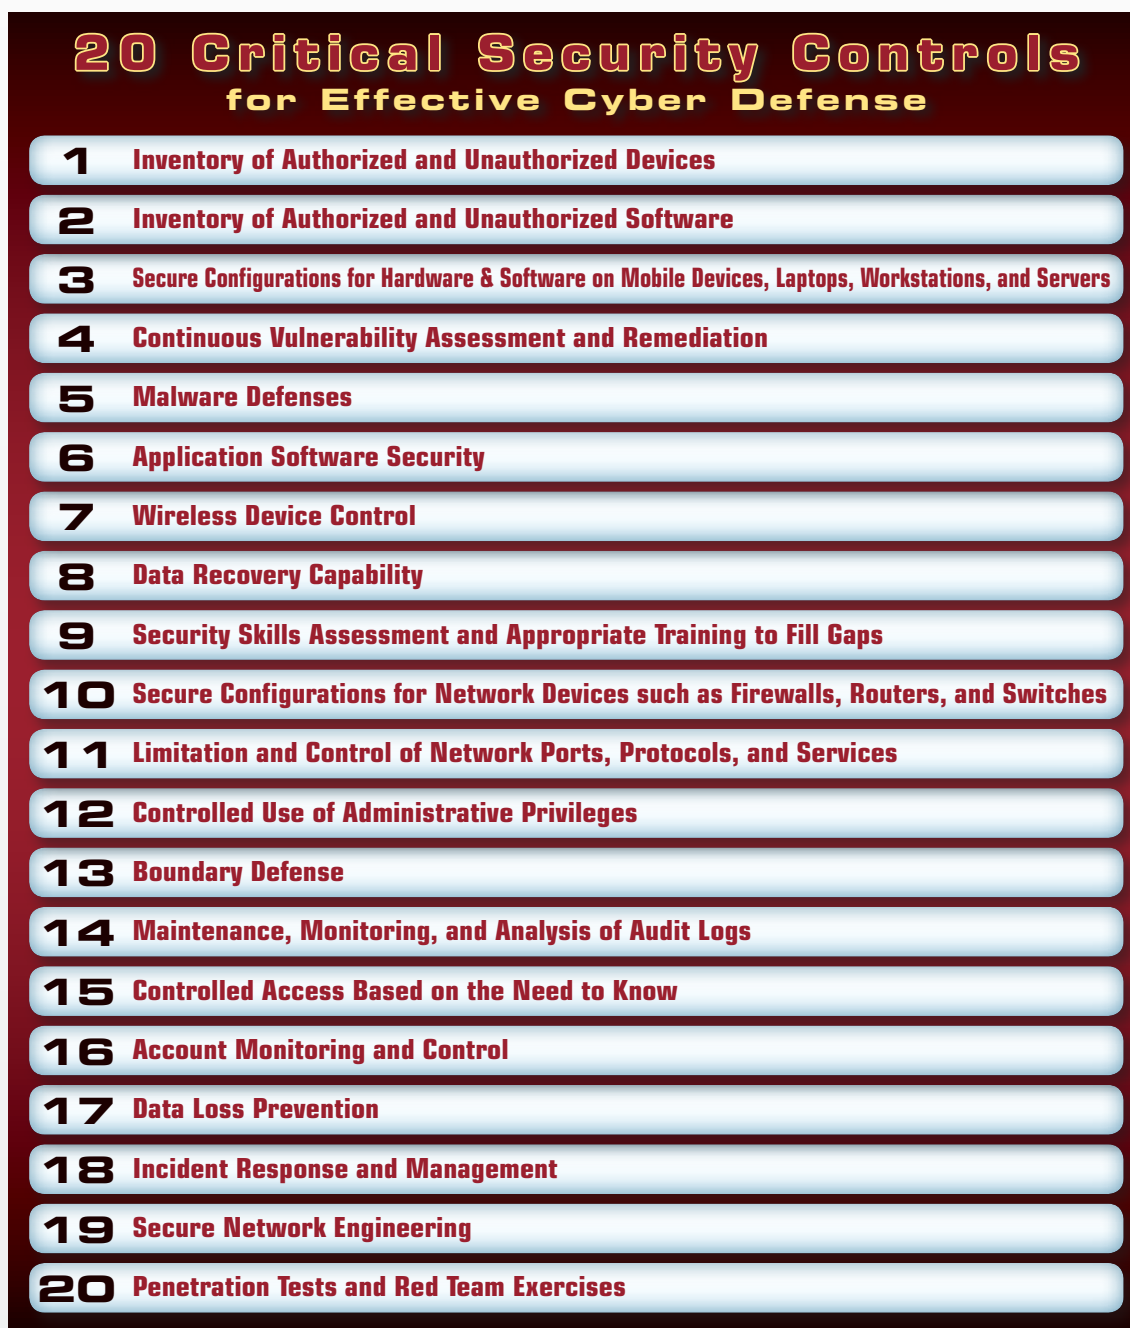 20 Critical Security Controls
for Effective Cyber Defense
1 Inventory of Authorized and Unauthorized Devices
2 Inventory of Authorized and Unauthorized Software
3 Secure Configurations for Hardware & Software on Mobile Devices, Laptops, Workstations, and Servers
4 Continuous Vulnerability Assessment and Remediation
5 Malware Defenses
6 Application Software Security
7 Wireless Device Control
8 Data Recovery Capability
9 Security Skills Assessment and Appropriate Training to Fill Gaps
10 Secure Configurations for Network Devices such as Firewalls, Routers, and Switches
11 Limitation and Control of Network Ports, Protocols, and Services
12 Controlled Use of Administrative Privileges
13 Boundary Defense
14 Maintenance, Monitoring, and Analysis of Audit Logs
15 Controlled Access Based on the Need to Know
16 Account Monitoring and Control
17 Data Loss Prevention
18 Incident Response and Management
19 Secure Network Engineering
20 Penetration Tests and Red Team Exercises